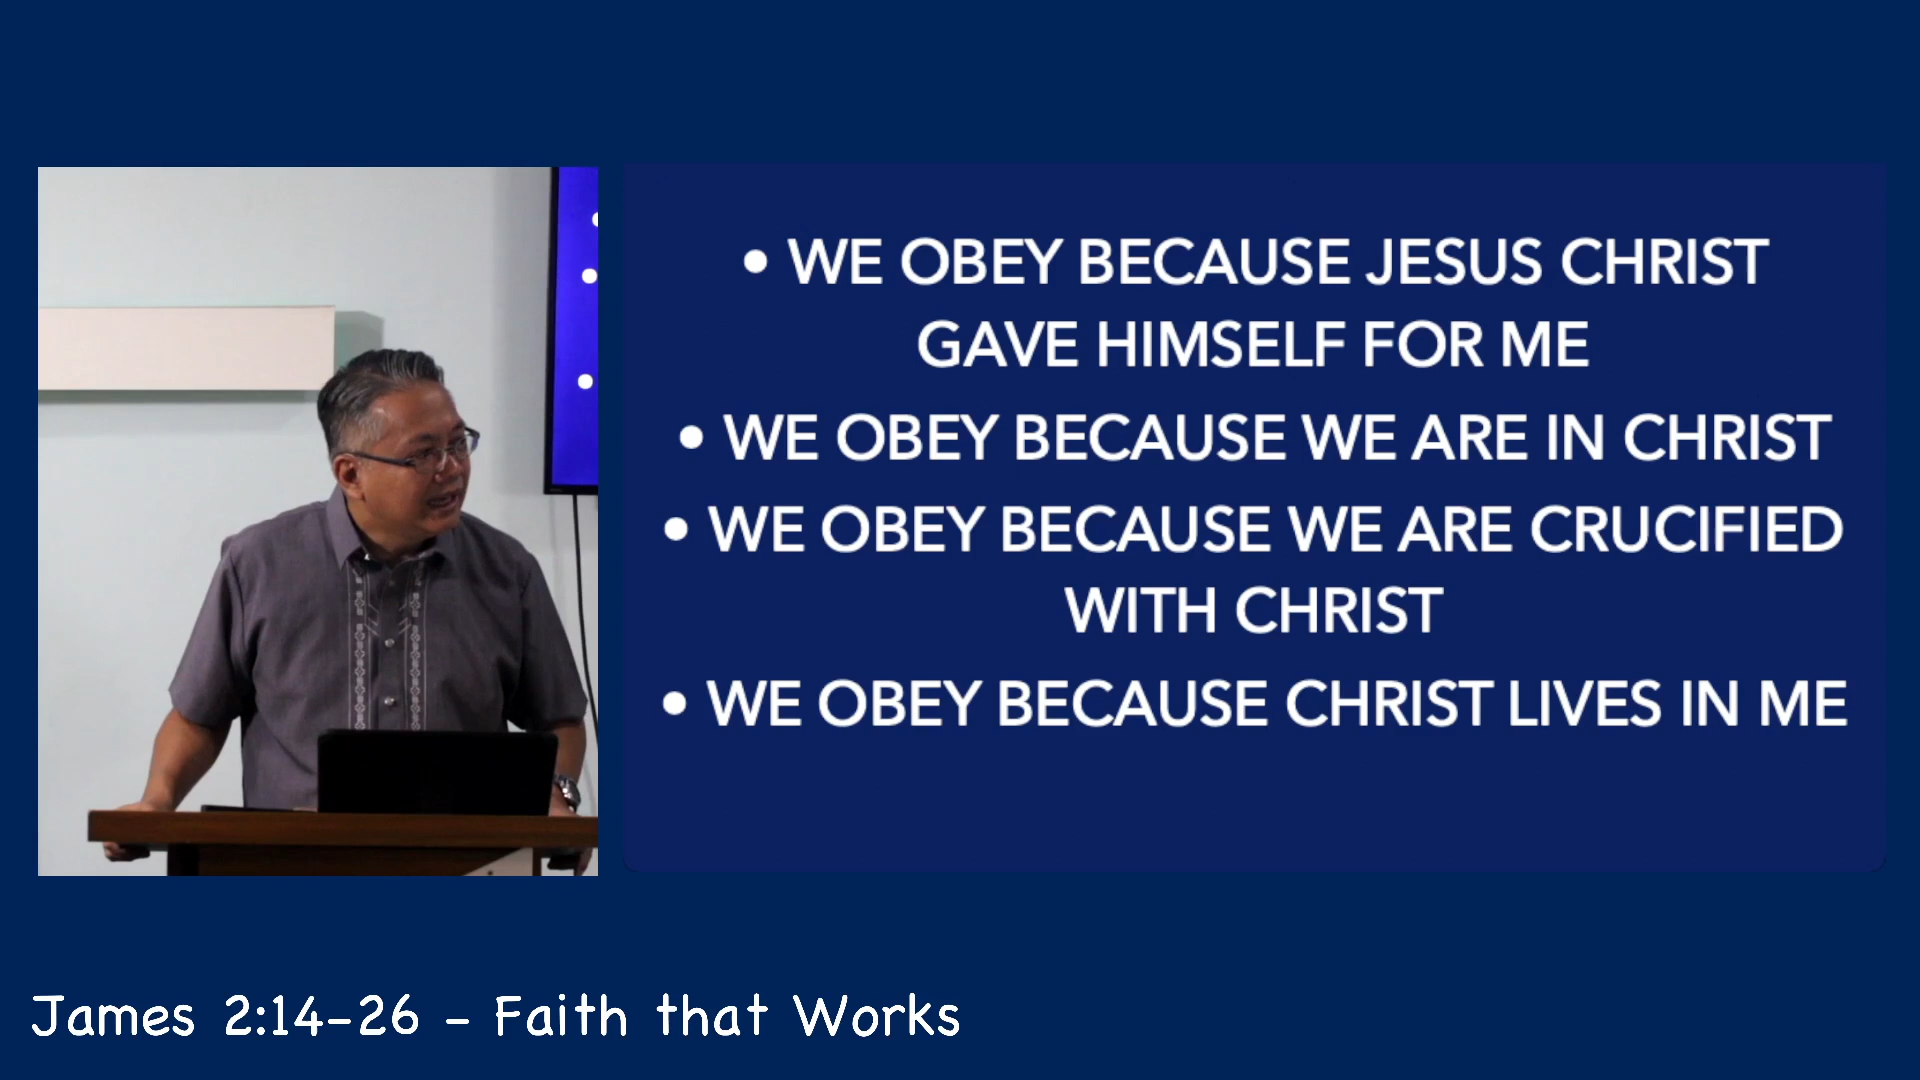 • WE OBEY BECAUSE JESUS CHRIST
GAVE HIMSELF FOR ME
• WE OBEY BECAUSE WE ARE IN CHRIST
• WE OBEY BECAUSE WE ARE CRUCIFIED
WITH CHRIST
• WE OBEY BECAUSE CHRIST LIVES IN ME
James 2:14-26 - Faith that Works